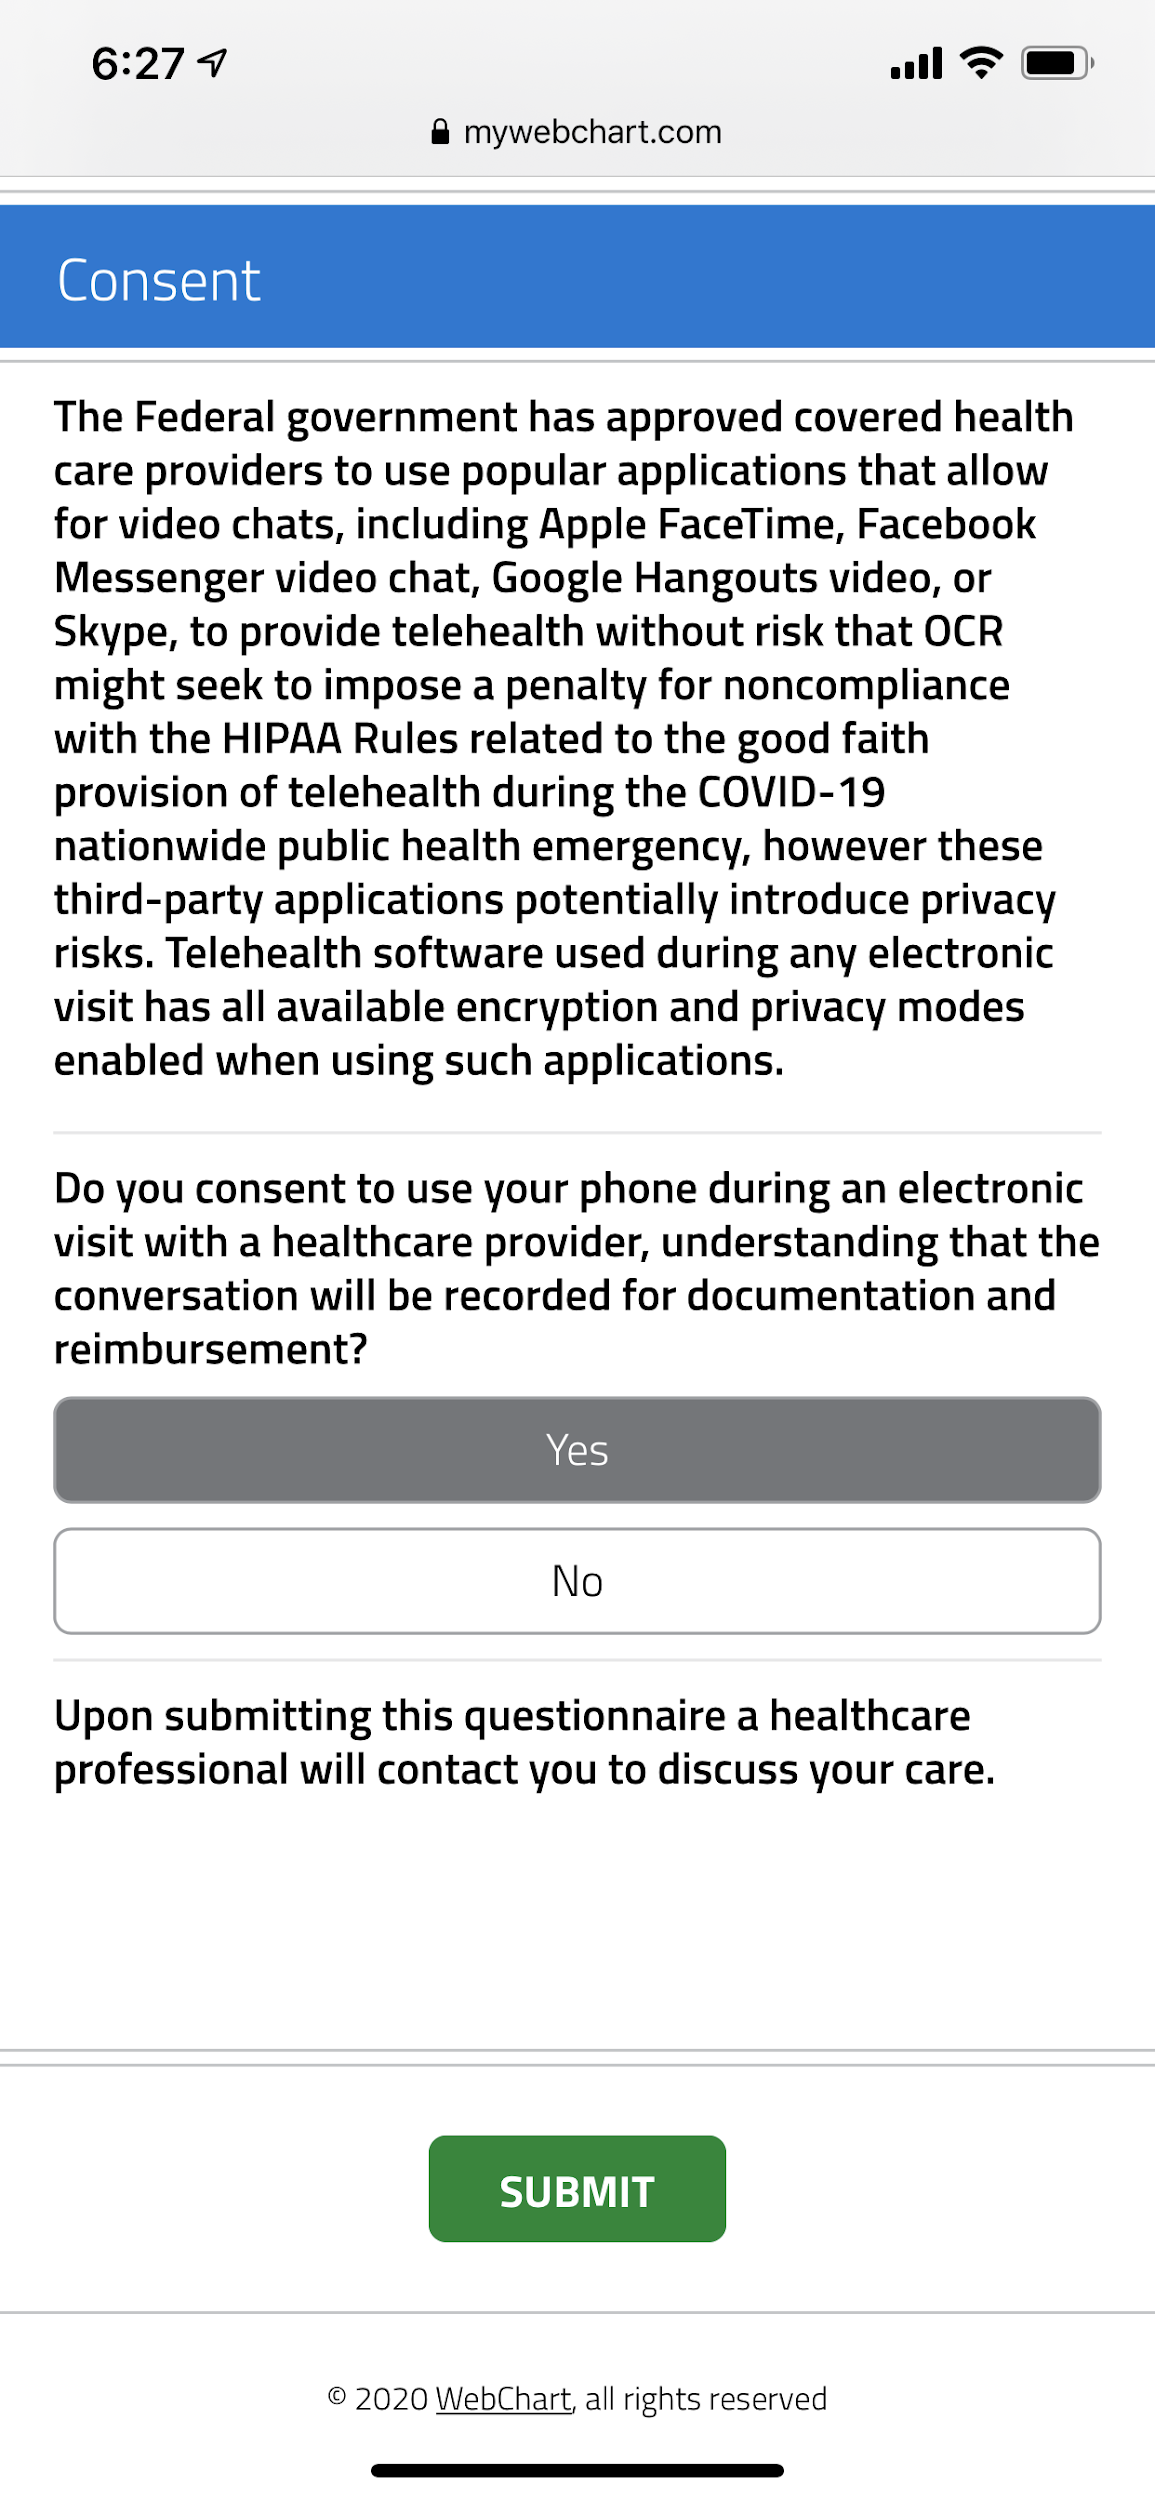 6:27
mywebchart.com
Consent
The Federal government has approved covered health
care providers to use popular applications that allow
for video chats, including Apple FaceTime, Facebook
Messenger video chat, Google Hangouts video, or
Skype, to provide telehealth without risk that OCR
might seek to impose a penalty for noncompliance
with the HIPAA Rules related to the good faith
provision of telehealth during the COVID-19
nationwide public health emergency, however these
third-party applications potentially introduce privacy
risks. Telehealth software used during any electronic
visit has all available encryption and privacy modes
enabled when using such applications.
Do you consent to use your phone during an electronic
visit with a healthcare provider, understanding that the
conversation will be recorded for documentation and
reimbursement?
Yes
No
Upon submitting this questionnaire a healthcare
professional will contact you to discuss your care.
SUBMIT
© 2020 WebChart, all rights reserved